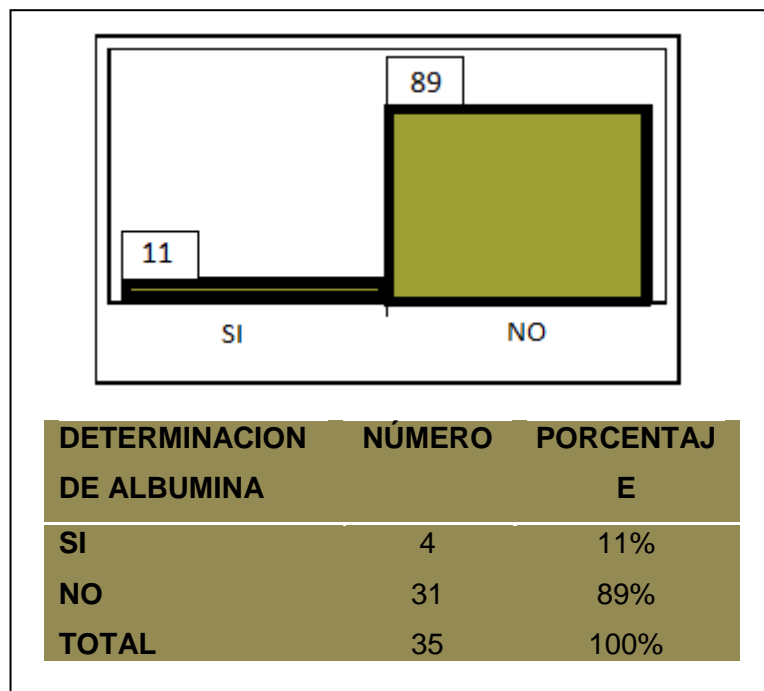 89
11
SI NO
DETERMINACION NÚMERO PORCENTAJ
DE ALBUMINA E
SI 4 11%
NO 31 89%
TOTAL 35 100%